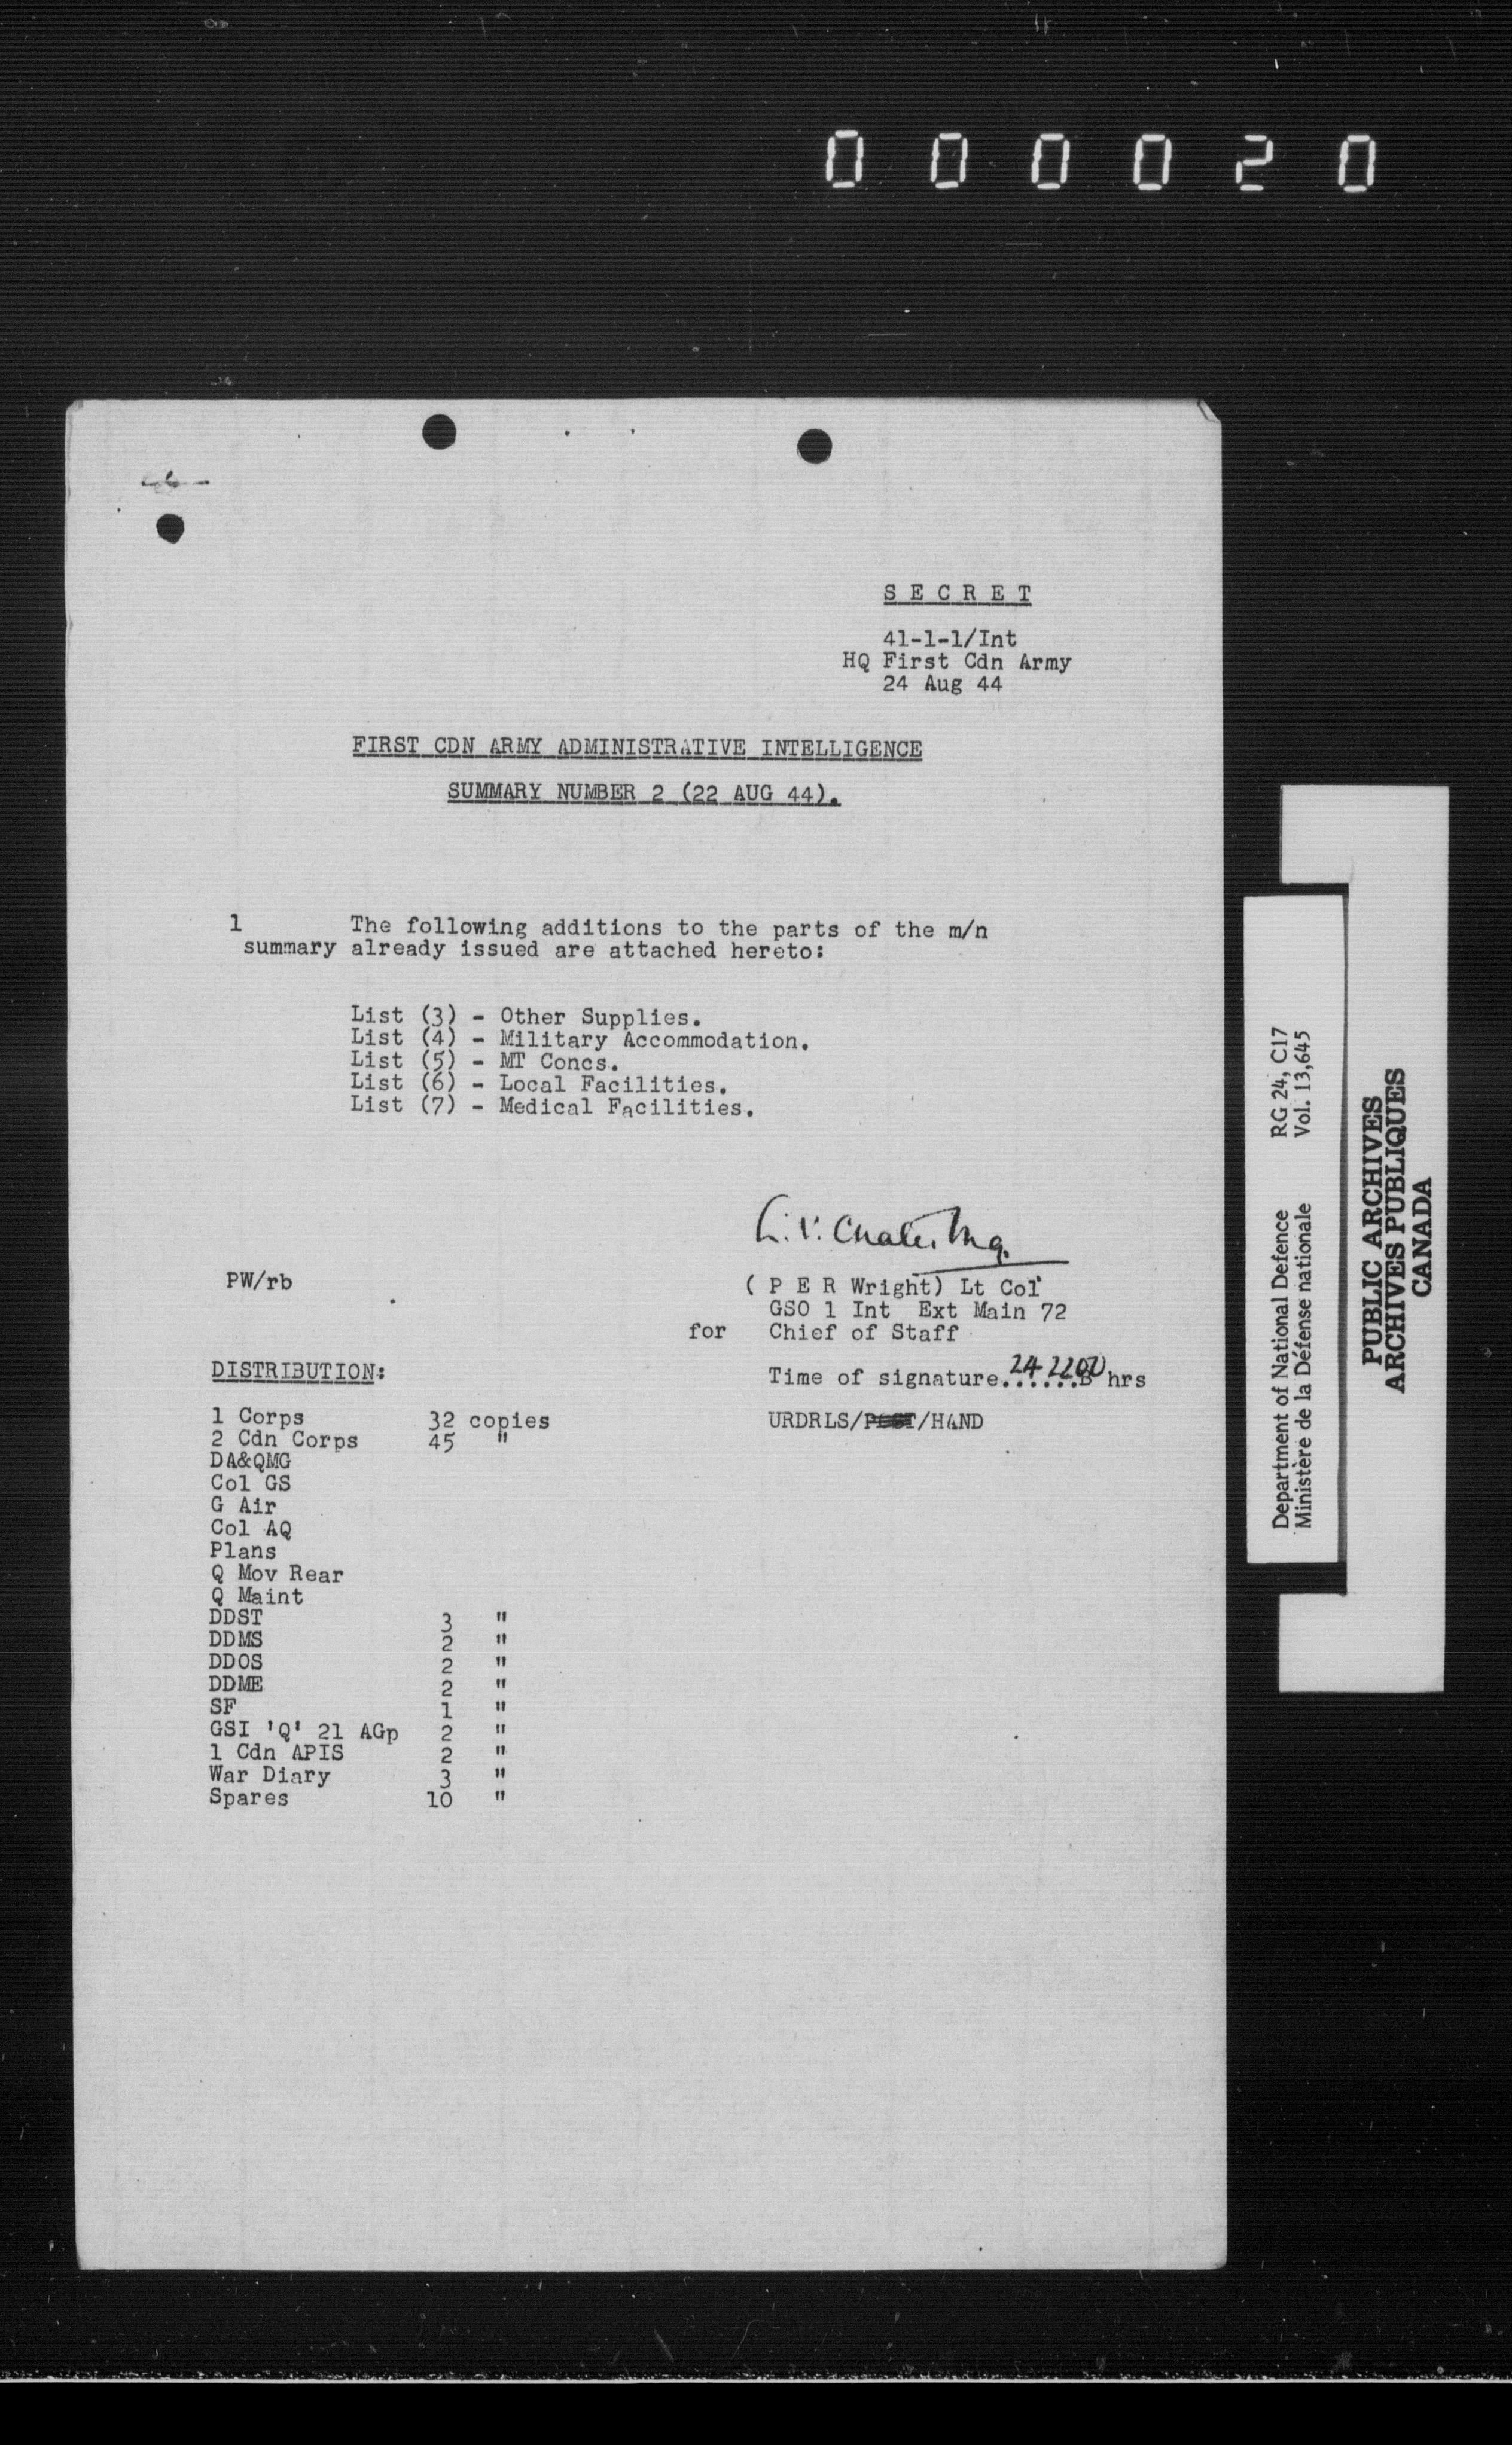 000020
S E C R E T
41-1-1/Int
HQ First Cdn Army
24 Aug 44
FIRST CDN ARMY ADMINISTRATIVE INTELLIGENCE
SUMMARY NUMBER 2 (22 AUG 44).
1 The following additions to the parts of the m/n
summary already issued are attached hereto:
List (3) - Other Supplies.
List (4) - Military Accommodation.
List (5) - MT Concs.
List (6) - Local Facilities.
List (7) - Medical Facilities.
PW/rb
( P E R Wright) Lt Col
GSO 1 Int Ext Main 72
for Chief of Staff
Time of signature 24 2200 B hrs
URDRLS/POST/HAND
DISTRIBUTION:
1 Corps 32 copies
2 Cdn Corps 45 "
DA&QMG
Col GS
G Air
Col AQ
Plans
Q Mov Rear
Q Maint
DDST 3 "
DDMS 2 "
DDOS 2 "
DDME 2 "
SF 1 "
GSI 'Q' 21 AGp 2 "
1 Cdn APIS 2 "
War Diary 3 "
Spares 10 "
Department of National Defence RG 24, C17
Ministère de la Défense nationale Vol. 13,645
PUBLIC ARCHIVES
ARCHIVES PUBLIQUES
CANADA